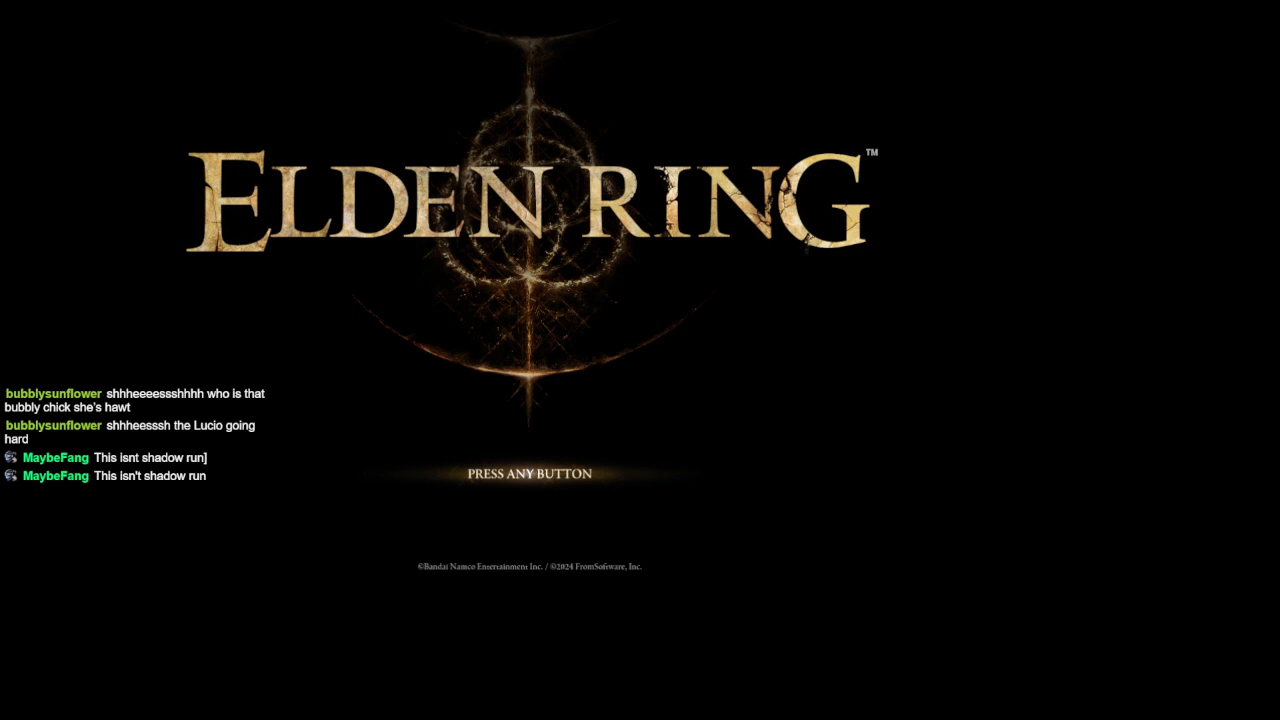 ELDEN RING™
bubblysunflower shhheeeessshhhh who is that
bubbly chick she's hawt
bubblysunflower shhheesssh the Lucio going
hard
MaybeFang This isnt shadow run]
MaybeFang This isn't shadow run
PRESS ANY BUTTON
©Bandai Namco Entertainment Inc. / ©2024 FromSoftware, Inc.